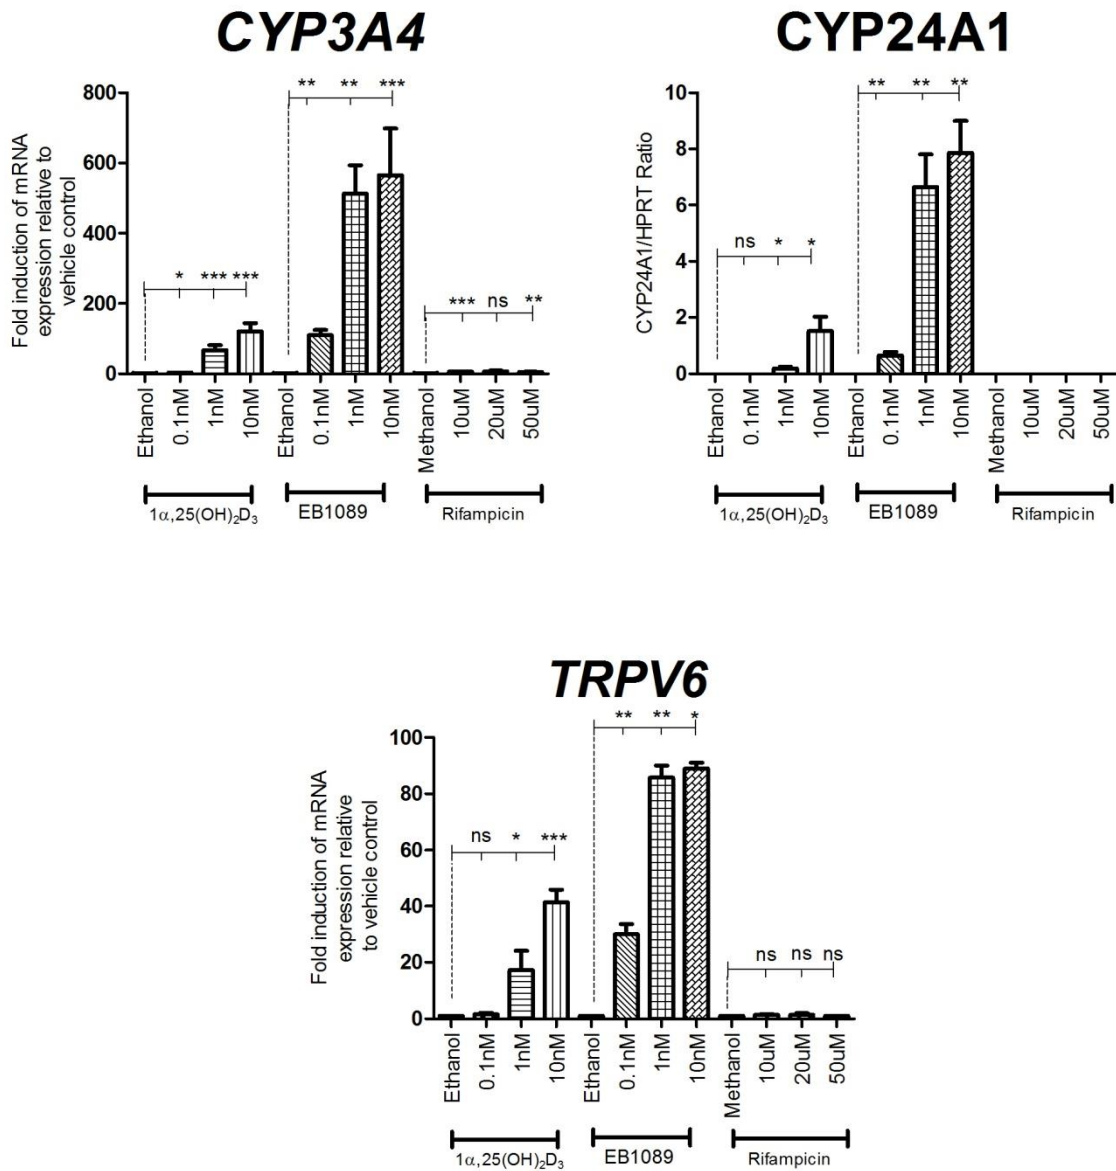 CYP3A4
Fold induction of mRNA
expression relative to
vehicle control
800
600
400
200
0
* *** ***
** ** ***
*** ns **
Ethanol 0.1nM 1nM 10nM Ethanol 0.1nM 1nM 10nM Methanol 10uM 20uM 50uM
1α,25(OH)₂D₃ EB1089 Rifampicin
CYP24A1
CYP24A1/HPRT Ratio
10
8
6
4
2
0
ns * *
** ** **
Ethanol 0.1nM 1nM 10nM Ethanol 0.1nM 1nM 10nM Methanol 10uM 20uM 50uM
1α,25(OH)₂D₃ EB1089 Rifampicin
TRPV6
Fold induction of mRNA
expression relative
to vehicle control
100
80
60
40
20
0
ns * ***
** ** *
ns ns ns
Ethanol 0.1nM 1nM 10nM Ethanol 0.1nM 1nM 10nM Methanol 10uM 20uM 50uM
1α,25(OH)₂D₃ EB1089 Rifampicin